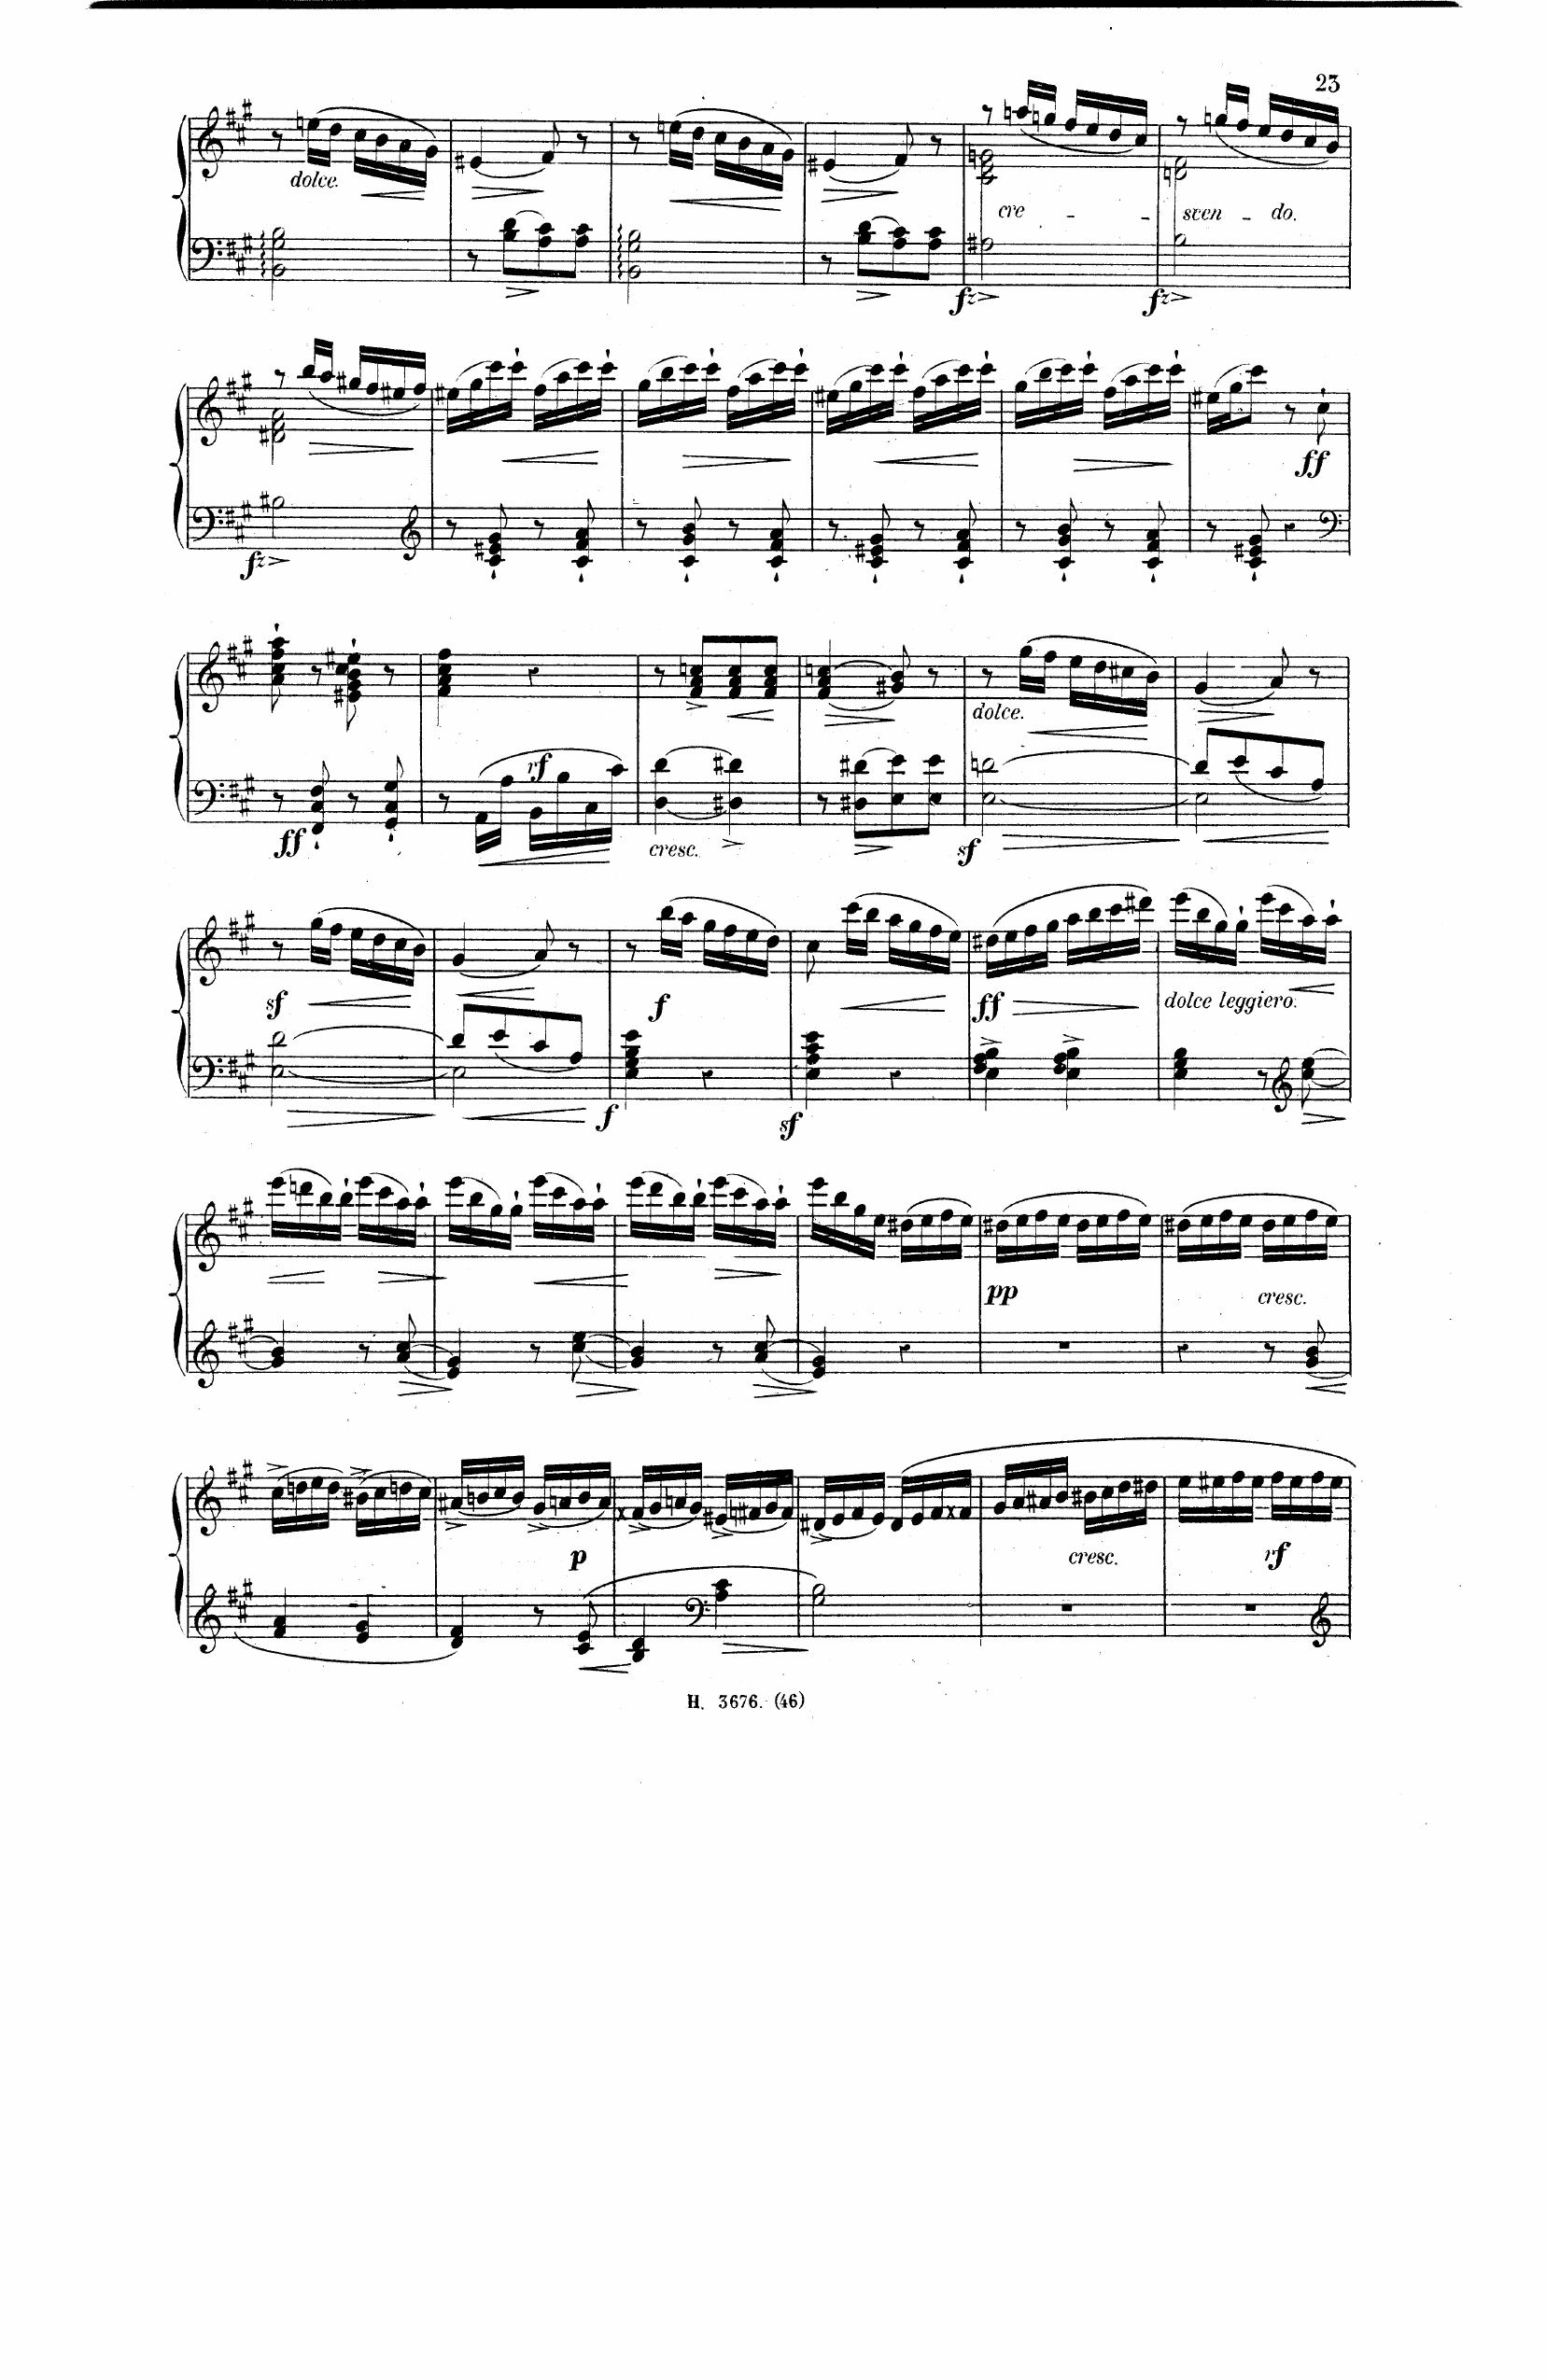 23
dolce.
cre - - scen - do.
fz fz
fz
ff
rf
dolce.
ff
cresc.
sf
sf
f
ff
dolce leggiero.
f
sf
pp
cresc.
p
cresc.
rf
H. 3676. (46)